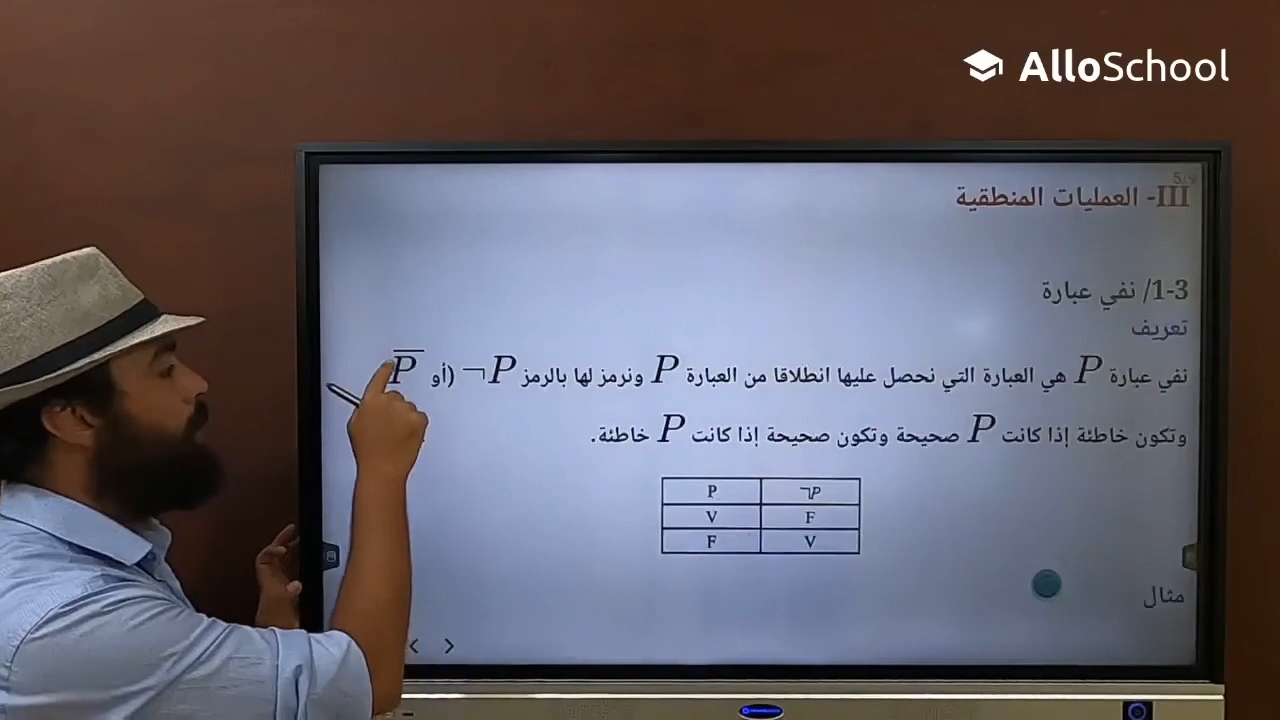 AlloSchool
III- العمليات المنطقية
1-3/ نفي عبارة
تعريف
نفي عبارة P هي العبارة التي نحصل عليها انطلاقا من العبارة P ونرمز لها بالرمز ¬P (أو P̅
وتكون خاطئة إذا كانت P صحيحة وتكون صحيحة إذا كانت P خاطئة.
P ¬P
V F
F V
مثال